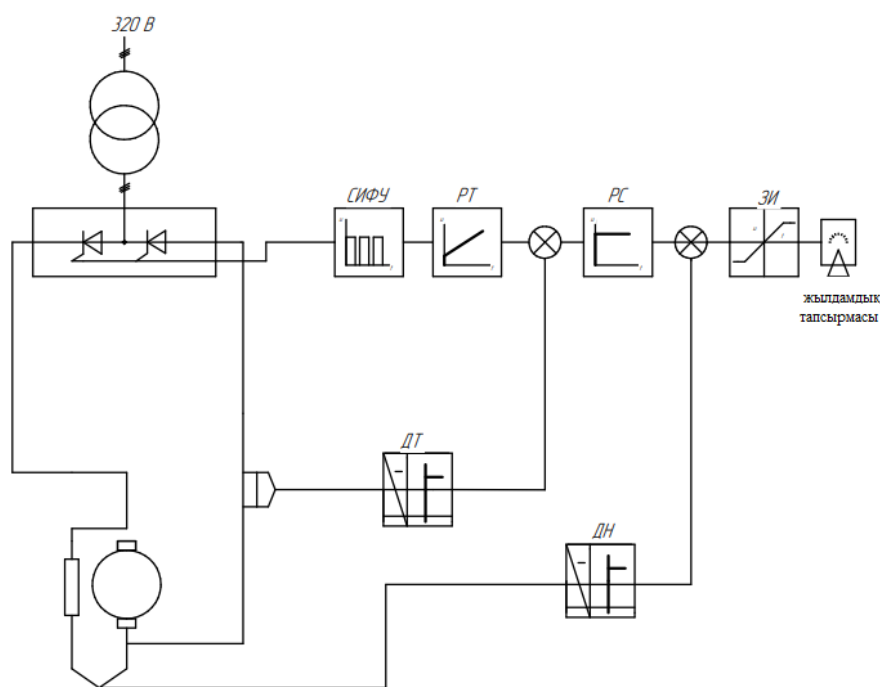 320 В
СИФУ
РТ
РС
ЗИ
жылдамдық
тапсырмасы
ДТ
ДН